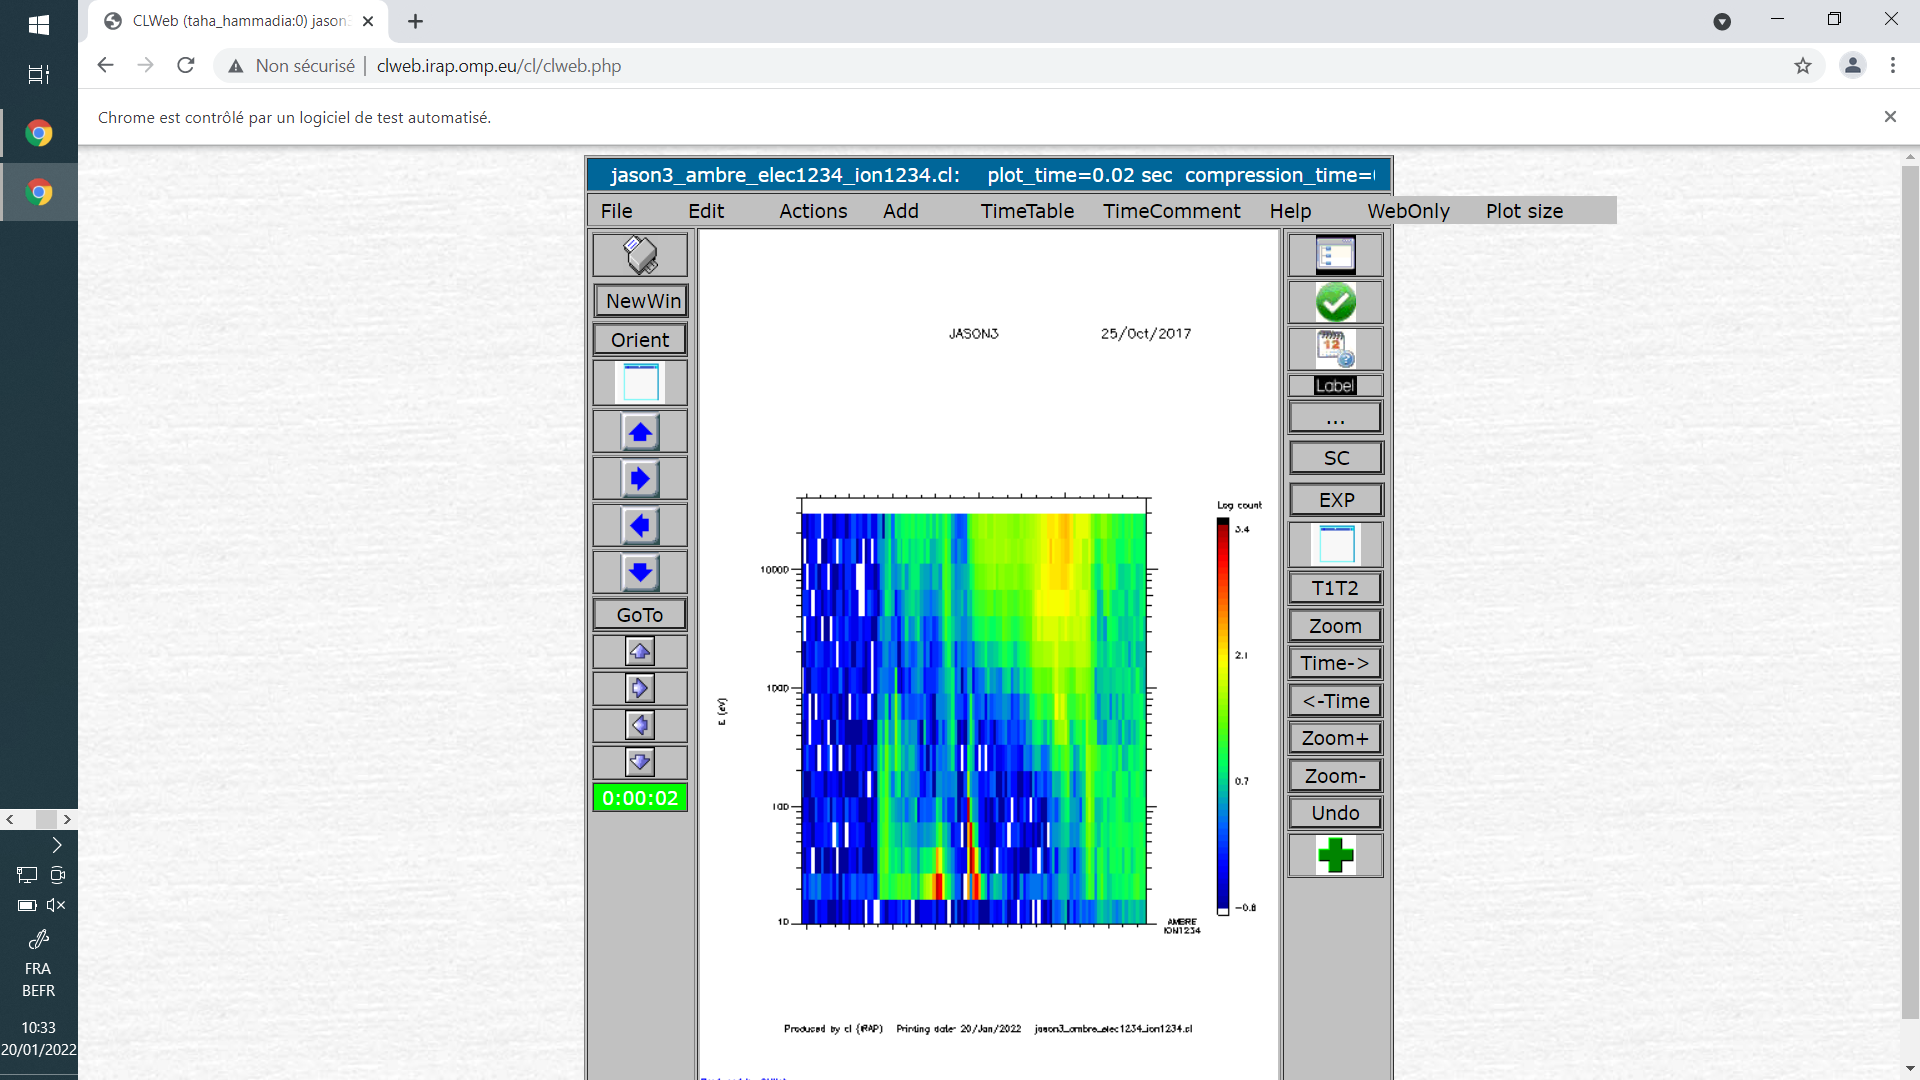 CLWeb (taha_hammadia:0) jason
Non sécurisé | clweb.irap.omp.eu/cl/clweb.php
Chrome est contrôlé par un logiciel de test automatisé.
jason3_ambre_elec1234_ion1234.cl: plot_time=0.02 sec compression_time=
File Edit Actions Add TimeTable TimeComment Help WebOnly Plot size
NewWin
Orient
GoTo
0:00:02
JASON3 25/Oct/2017
Log count
3.4
2.1
0.7
-0.8
10000
1000
100
10
E (eV)
AMBRE
ION1234
Produced by cl (IRAP) Printing date: 20/Jan/2022 jason3_ambre_elec1234_ion1234.cl
12
Label
...
SC
EXP
T1T2
Zoom
Time->
<-Time
Zoom+
Zoom-
Undo
FRA
BEFR
10:33
20/01/2022